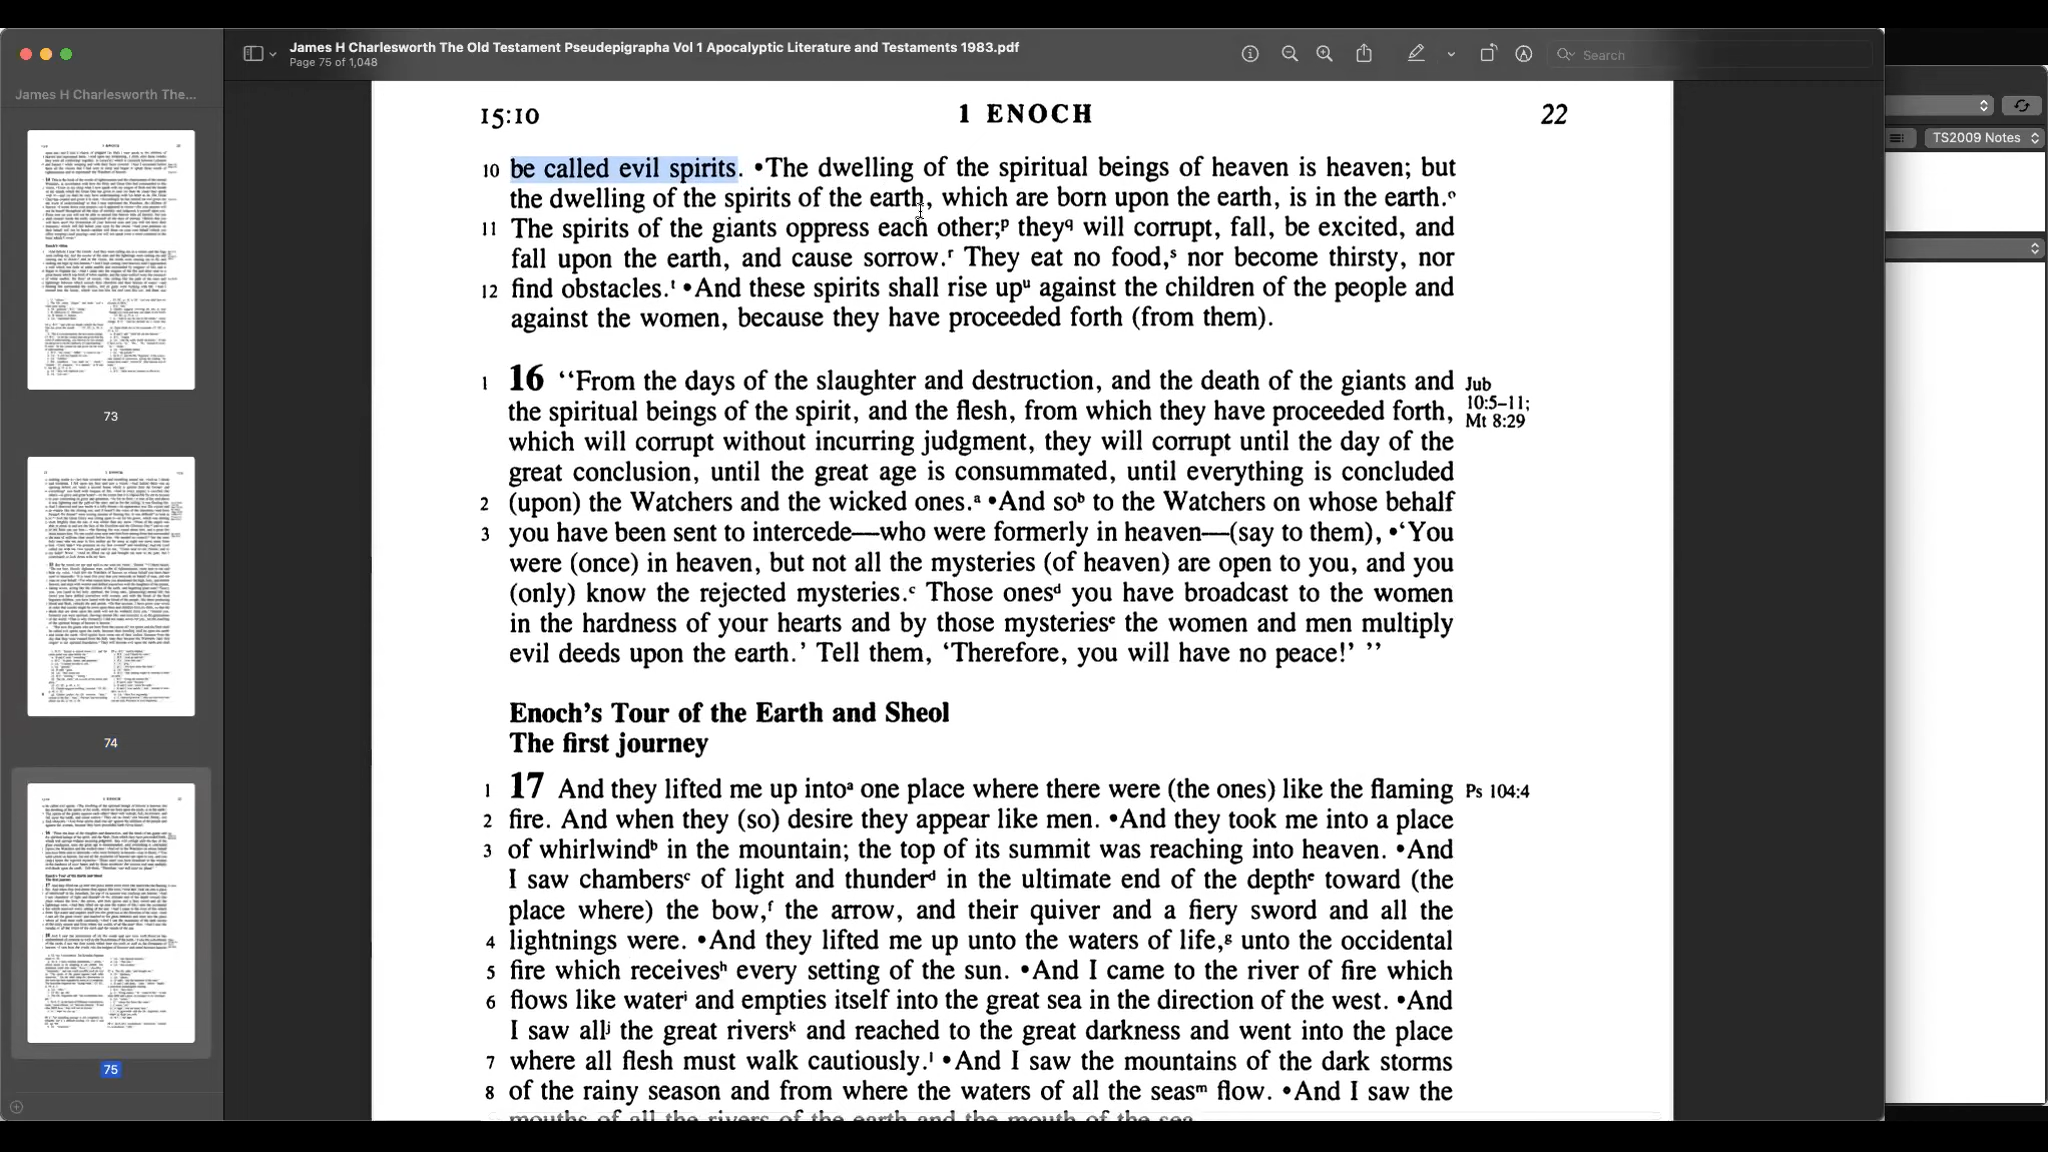 James H Charlesworth The Old Testament Pseudepigrapha Vol 1 Apocalyptic Literature and Testaments 1983.pdf
Page 75 of 1,048
Search
James H Charlesworth The...
73
74
75
TS2009 Notes
15:10 1 ENOCH 22
10 be called evil spirits. •The dwelling of the spiritual beings of heaven is heaven; but
the dwelling of the spirits of the earth, which are born upon the earth, is in the earth.ᵒ
11 The spirits of the giants oppress each other;ᵖ they𐞥 will corrupt, fall, be excited, and
fall upon the earth, and cause sorrow.ʳ They eat no food,ˢ nor become thirsty, nor
12 find obstacles.ᵗ •And these spirits shall rise upᵘ against the children of the people and
against the women, because they have proceeded forth (from them).
1 16 ‘‘From the days of the slaughter and destruction, and the death of the giants and Jub
the spiritual beings of the spirit, and the flesh, from which they have proceeded forth, 10:5–11;
which will corrupt without incurring judgment, they will corrupt until the day of the Mt 8:29
great conclusion, until the great age is consummated, until everything is concluded
2 (upon) the Watchers and the wicked ones.ᵃ •And soᵇ to the Watchers on whose behalf
3 you have been sent to intercede—who were formerly in heaven—(say to them), •‘You
were (once) in heaven, but not all the mysteries (of heaven) are open to you, and you
(only) know the rejected mysteries.ᶜ Those onesᵈ you have broadcast to the women
in the hardness of your hearts and by those mysteriesᵉ the women and men multiply
evil deeds upon the earth.’ Tell them, ‘Therefore, you will have no peace!’ ’’
Enoch’s Tour of the Earth and Sheol
The first journey
1 17 And they lifted me up intoᵃ one place where there were (the ones) like the flaming Ps 104:4
2 fire. And when they (so) desire they appear like men. •And they took me into a place
3 of whirlwindᵇ in the mountain; the top of its summit was reaching into heaven. •And
I saw chambersᶜ of light and thunderᵈ in the ultimate end of the depthᵉ toward (the
place where) the bow,ᶠ the arrow, and their quiver and a fiery sword and all the
4 lightnings were. •And they lifted me up unto the waters of life,ᵍ unto the occidental
5 fire which receivesʰ every setting of the sun. •And I came to the river of fire which
6 flows like waterⁱ and empties itself into the great sea in the direction of the west. •And
I saw allʲ the great riversᵏ and reached to the great darkness and went into the place
7 where all flesh must walk cautiously.ˡ •And I saw the mountains of the dark storms
8 of the rainy season and from where the waters of all the seasᵐ flow. •And I saw the
mouths of all the rivers of the earth and the mouth of the sea.